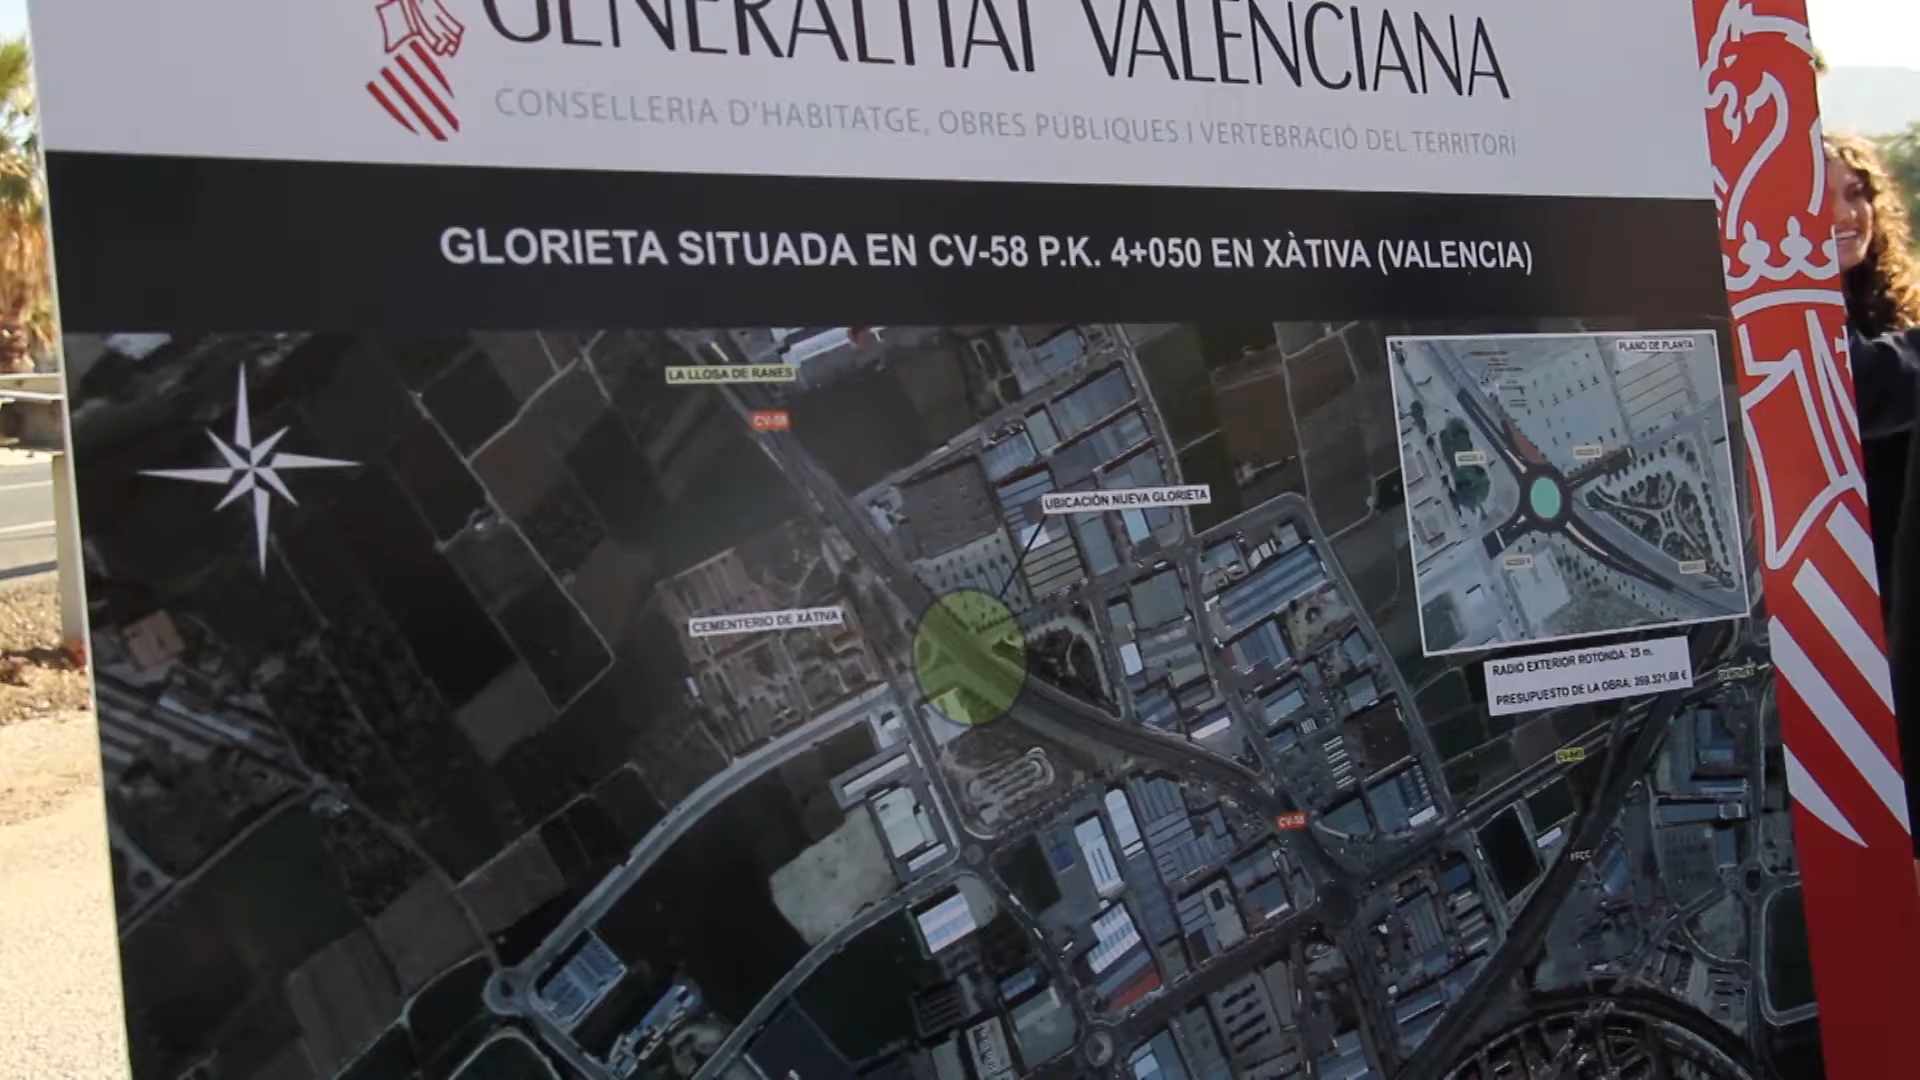 GENERALITAT VALENCIANA
CONSELLERIA D'HABITATGE, OBRES PÚBLIQUES I VERTEBRACIÓ DEL TERRITORI
GLORIETA SITUADA EN CV-58 P.K. 4+050 EN XÀTIVA (VALENCIA)
LA LLOSA DE RANES
PLANO DE PLANTA
CV-58
UBICACIÓN NUEVA GLORIETA
CEMENTERIO DE XÀTIVA
RADIO EXTERIOR ROTONDA: 25 m.
PRESUPUESTO DE LA OBRA, 269.321,68 €
CV-58